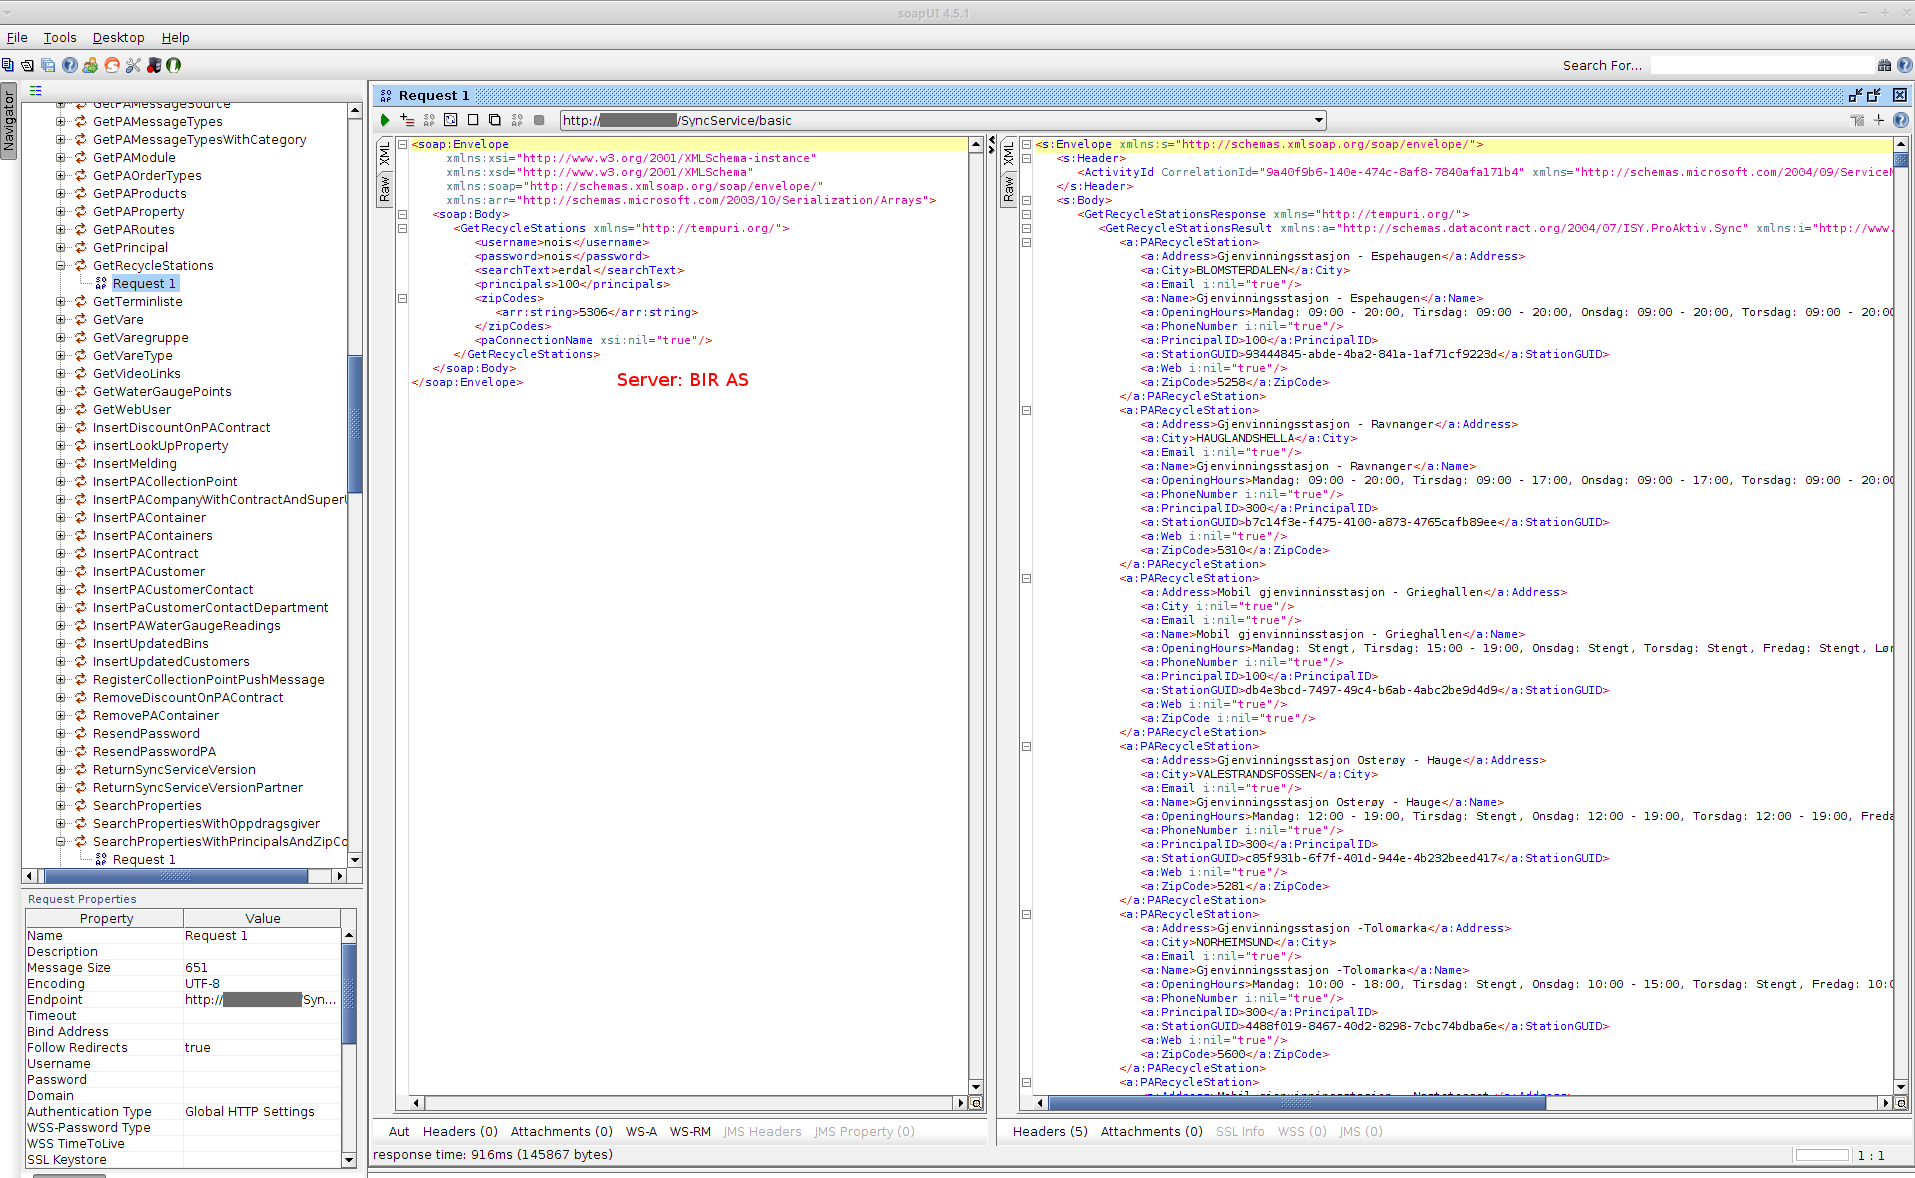 soapUI 4.5.1
File Tools Desktop Help
Search For...
Navigator
GetPAMessageSource
GetPAMessageTypes
GetPAMessageTypesWithCategory
GetPAModule
GetPAOrderTypes
GetPAProducts
GetPAProperty
GetPARoutes
GetPrincipal
GetRecycleStations
Request 1
GetTerminliste
GetVare
GetVaregruppe
GetVareType
GetVideoLinks
GetWaterGaugePoints
GetWebUser
InsertDiscountOnPAContract
insertLookUpProperty
InsertMelding
InsertPACollectionPoint
InsertPACompanyWithContractAndSuperU
InsertPAContainer
InsertPAContainers
InsertPAContract
InsertPACustomer
InsertPACustomerContact
InsertPaCustomerContactDepartment
InsertPAWaterGaugeReadings
InsertUpdatedBins
InsertUpdatedCustomers
RegisterCollectionPointPushMessage
RemoveDiscountOnPAContract
RemovePAContainer
ResendPassword
ResendPasswordPA
ReturnSyncServiceVersion
ReturnSyncServiceVersionPartner
SearchProperties
SearchPropertiesWithOppdragsgiver
SearchPropertiesWithPrincipalsAndZipCo
Request 1
Request Properties
Property Value
Name Request 1
Description
Message Size 651
Encoding UTF-8
Endpoint http:// /Syn...
Timeout
Bind Address
Follow Redirects true
Username
Password
Domain
Authentication Type Global HTTP Settings
WSS-Password Type
WSS TimeToLive
SSL Keystore
Request 1
http:// /SyncService/basic
XML
Raw
<soap:Envelope
xmlns:xsi="http://www.w3.org/2001/XMLSchema-instance"
xmlns:xsd="http://www.w3.org/2001/XMLSchema"
xmlns:soap="http://schemas.xmlsoap.org/soap/envelope/"
xmlns:arr="http://schemas.microsoft.com/2003/10/Serialization/Arrays">
<soap:Body>
<GetRecycleStations xmlns="http://tempuri.org/">
<username>nois</username>
<password>nois</password>
<searchText>erdal</searchText>
<principals>100</principals>
<zipCodes>
<arr:string>5306</arr:string>
</zipCodes>
<paConnectionName xsi:nil="true"/>
</GetRecycleStations>
</soap:Body>
</soap:Envelope>
Server: BIR AS
Aut Headers (0) Attachments (0) WS-A WS-RM JMS Headers JMS Property (0)
response time: 916ms (145867 bytes)
XML
Raw
<s:Envelope xmlns:s="http://schemas.xmlsoap.org/soap/envelope/">
<s:Header>
<ActivityId CorrelationId="9a40f9b6-140e-474c-8af8-7840afa171b4" xmlns="http://schemas.microsoft.com/2004/09/Service
</s:Header>
<s:Body>
<GetRecycleStationsResponse xmlns="http://tempuri.org/">
<GetRecycleStationsResult xmlns:a="http://schemas.datacontract.org/2004/07/ISY.ProAktiv.Sync" xmlns:i="http://www.
<a:PARecycleStation>
<a:Address>Gjenvinningsstasjon - Espehaugen</a:Address>
<a:City>BLOMSTERDALEN</a:City>
<a:Email i:nil="true"/>
<a:Name>Gjenvinningsstasjon - Espehaugen</a:Name>
<a:OpeningHours>Mandag: 09:00 - 20:00, Tirsdag: 09:00 - 20:00, Onsdag: 09:00 - 20:00, Torsdag: 09:00 - 20:00
<a:PhoneNumber i:nil="true"/>
<a:PrincipalID>100</a:PrincipalID>
<a:StationGUID>93444845-abde-4ba2-841a-1af71cf9223d</a:StationGUID>
<a:Web i:nil="true"/>
<a:ZipCode>5258</a:ZipCode>
</a:PARecycleStation>
<a:PARecycleStation>
<a:Address>Gjenvinningsstasjon - Ravnanger</a:Address>
<a:City>HAUGLANDSHELLA</a:City>
<a:Email i:nil="true"/>
<a:Name>Gjenvinningsstasjon - Ravnanger</a:Name>
<a:OpeningHours>Mandag: 09:00 - 20:00, Tirsdag: 09:00 - 17:00, Onsdag: 09:00 - 17:00, Torsdag: 09:00 - 20:00
<a:PhoneNumber i:nil="true"/>
<a:PrincipalID>300</a:PrincipalID>
<a:StationGUID>b7c14f3e-f475-4100-a873-4765cafb89ee</a:StationGUID>
<a:Web i:nil="true"/>
<a:ZipCode>5310</a:ZipCode>
</a:PARecycleStation>
<a:PARecycleStation>
<a:Address>Mobil gjenvinninsstasjon - Grieghallen</a:Address>
<a:City i:nil="true"/>
<a:Email i:nil="true"/>
<a:Name>Mobil gjenvinninsstasjon - Grieghallen</a:Name>
<a:OpeningHours>Mandag: Stengt, Tirsdag: 15:00 - 19:00, Onsdag: Stengt, Torsdag: Stengt, Fredag: Stengt, Lør
<a:PhoneNumber i:nil="true"/>
<a:PrincipalID>100</a:PrincipalID>
<a:StationGUID>db4e3bcd-7497-49c4-b6ab-4abc2be9d4d9</a:StationGUID>
<a:Web i:nil="true"/>
<a:ZipCode i:nil="true"/>
</a:PARecycleStation>
<a:PARecycleStation>
<a:Address>Gjenvinningsstasjon Osterøy - Hauge</a:Address>
<a:City>VALESTRANDSFOSSEN</a:City>
<a:Email i:nil="true"/>
<a:Name>Gjenvinningsstasjon Osterøy - Hauge</a:Name>
<a:OpeningHours>Mandag: 12:00 - 19:00, Tirsdag: Stengt, Onsdag: 12:00 - 19:00, Torsdag: 12:00 - 19:00, Freda
<a:PhoneNumber i:nil="true"/>
<a:PrincipalID>300</a:PrincipalID>
<a:StationGUID>c85f931b-6f7f-401d-944e-4b232beed417</a:StationGUID>
<a:Web i:nil="true"/>
<a:ZipCode>5281</a:ZipCode>
</a:PARecycleStation>
<a:PARecycleStation>
<a:Address>Gjenvinningsstasjon -Tolomarka</a:Address>
<a:City>NORHEIMSUND</a:City>
<a:Email i:nil="true"/>
<a:Name>Gjenvinningsstasjon -Tolomarka</a:Name>
<a:OpeningHours>Mandag: 10:00 - 18:00, Tirsdag: Stengt, Onsdag: 10:00 - 15:00, Torsdag: Stengt, Fredag: 10:0
<a:PhoneNumber i:nil="true"/>
<a:PrincipalID>300</a:PrincipalID>
<a:StationGUID>4488f019-8467-40d2-8298-7cbc74bdba6e</a:StationGUID>
<a:Web i:nil="true"/>
<a:ZipCode>5600</a:ZipCode>
</a:PARecycleStation>
<a:PARecycleStation>
Headers (5) Attachments (0) SSL Info WSS (0) JMS (0)
1 : 1